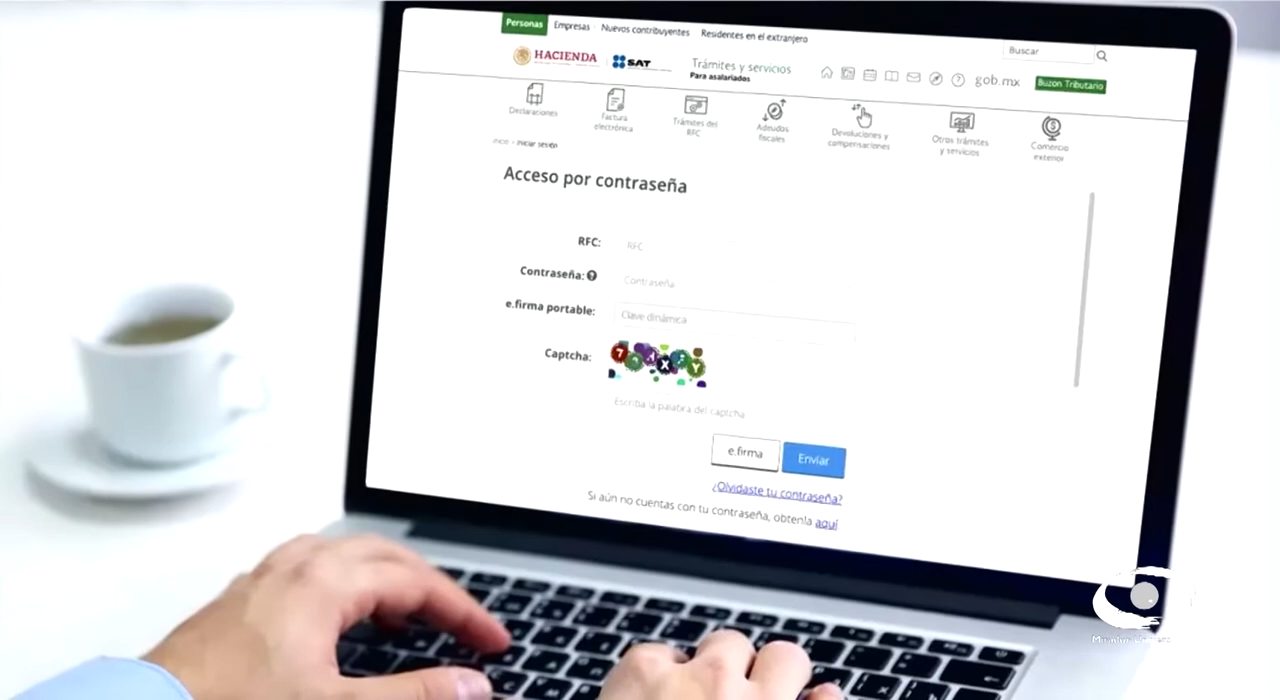 Personas Empresas Nuevos contribuyentes Residentes en el extranjero
Buscar
HACIENDA SAT Trámites y servicios
Para asalariados
gob.mx Buzon Tributario
Declaraciones
Factura
electrónica
Trámites del
RFC
Adeudos
fiscales
Devoluciones y
compensaciones
Otros trámites
y servicios
Comercio
exterior
Inicio - Iniciar sesión
Acceso por contraseña
RFC: RFC
Contraseña: Contraseña
e.firma portable: Clave dinámica
Captcha:
Escriba la palabra del captcha
e.firma Enviar
¿Olvidaste tu contraseña?
Si aún no cuentas con tu contraseña, obtenla aquí